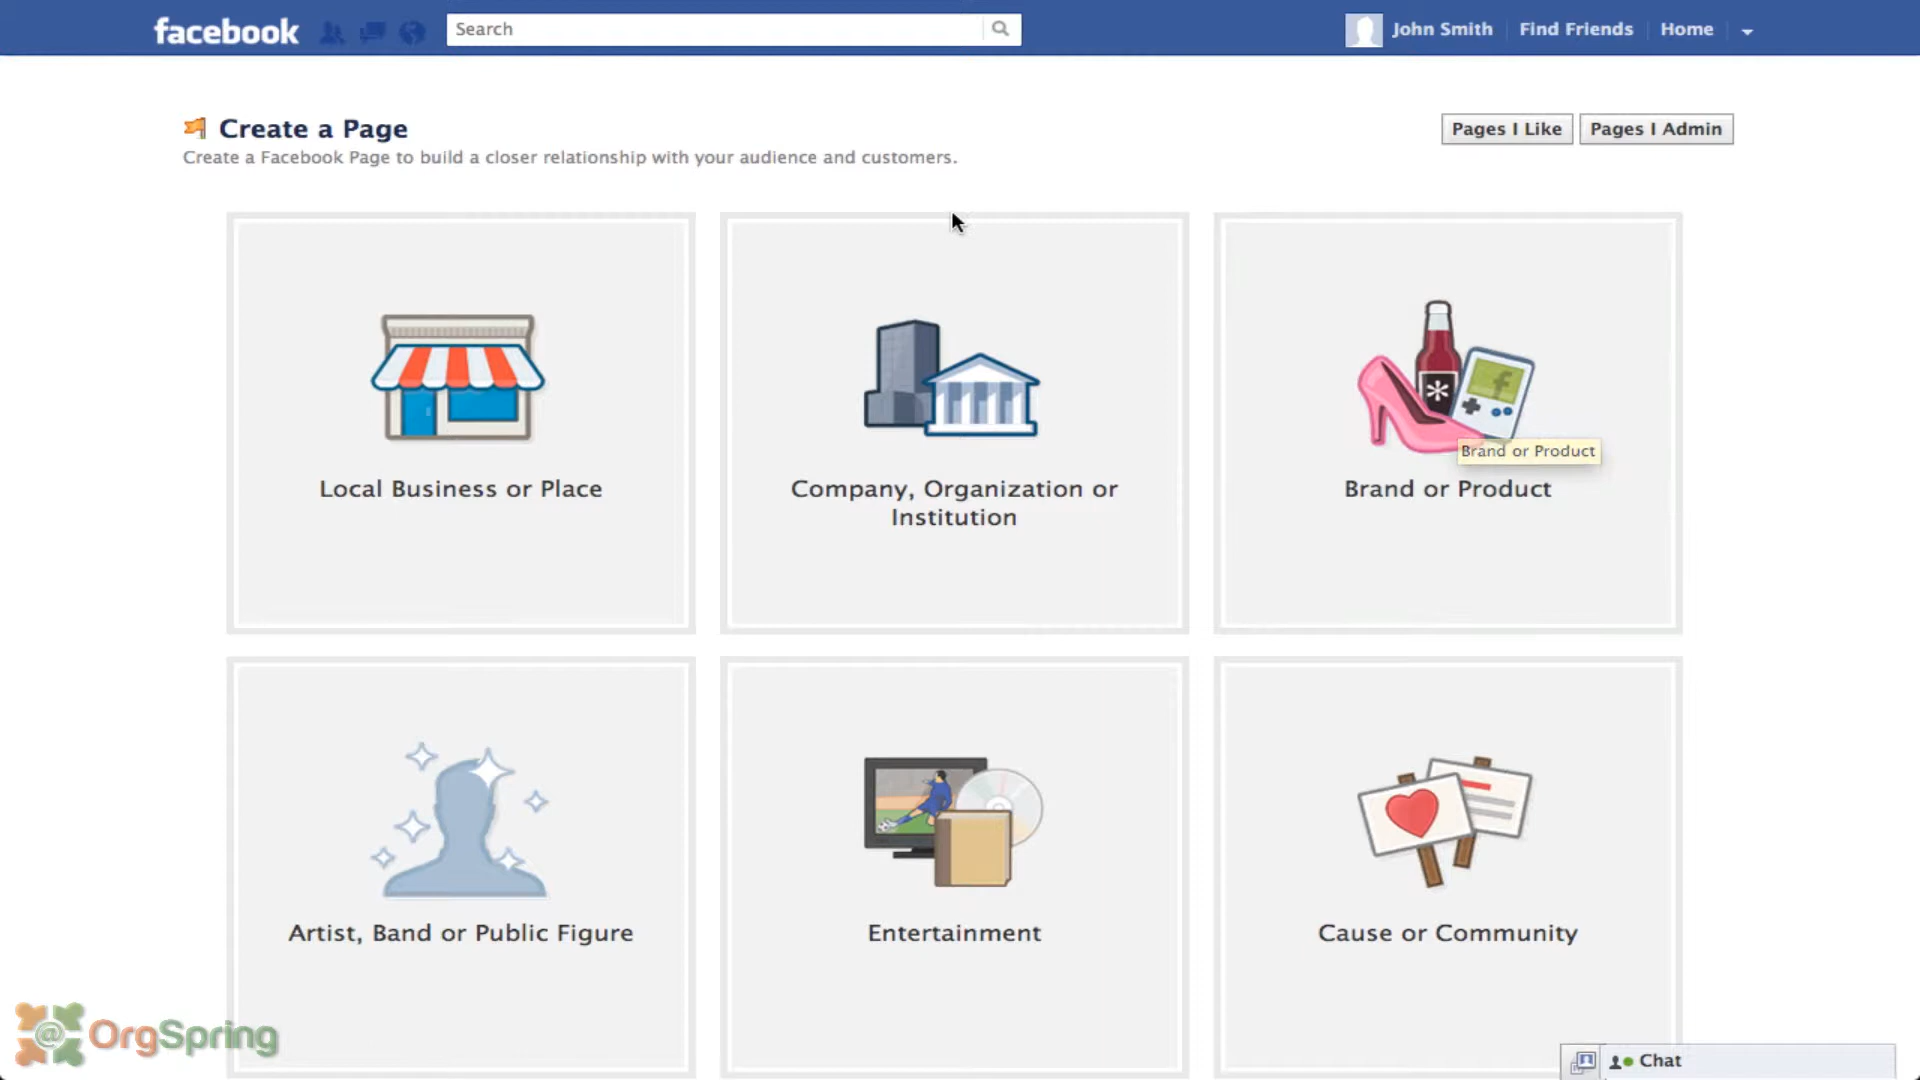 facebook
Search
John Smith
Find Friends
Home
Create a Page
Create a Facebook Page to build a closer relationship with your audience and customers.
Pages I Like
Pages I Admin
Local Business or Place
Company, Organization or
Institution
Brand or Product
Brand or Product
Artist, Band or Public Figure
Entertainment
Cause or Community
@ OrgSpring
Chat